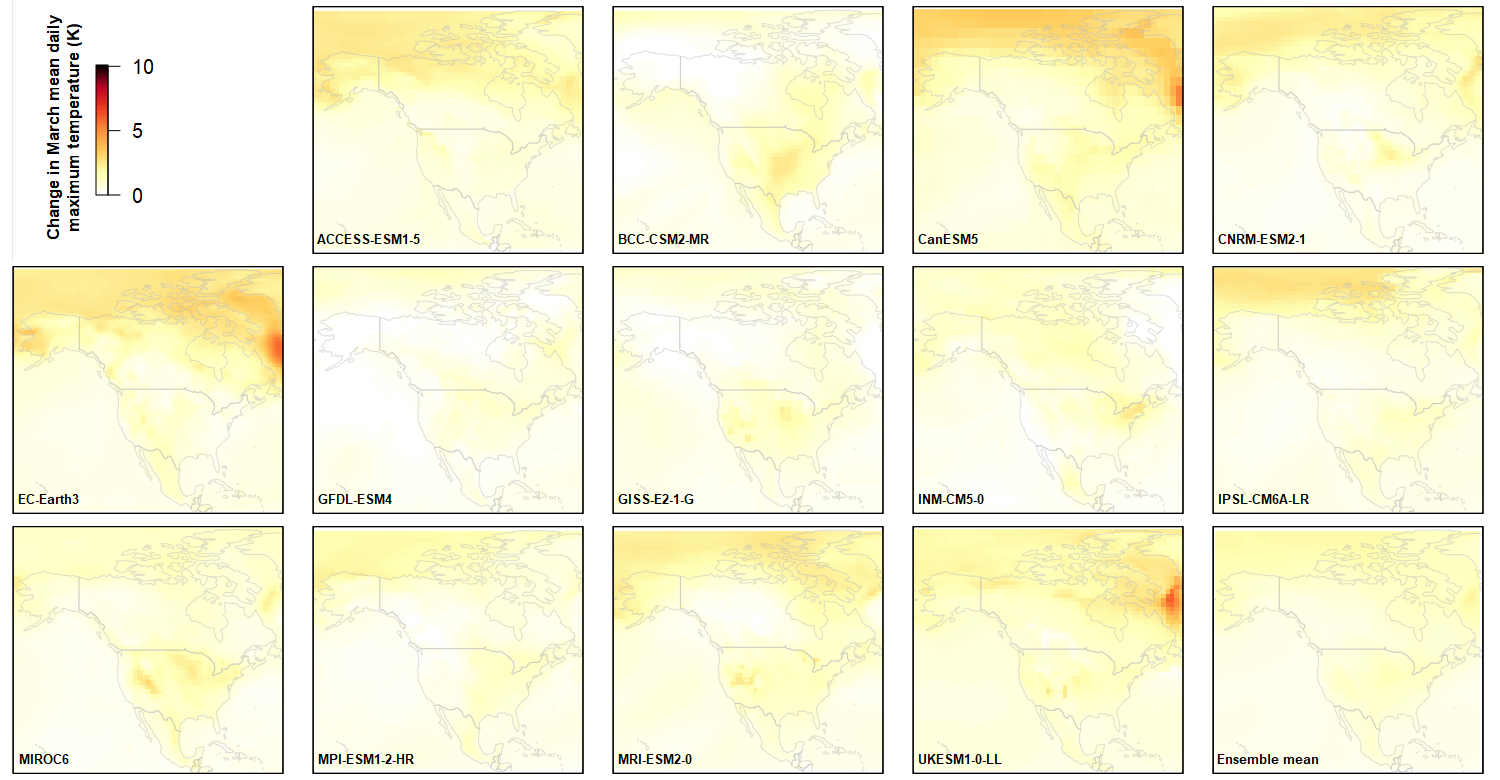 Change in March mean daily
maximum temperature (K)
10
5
0
ACCESS-ESM1-5
BCC-CSM2-MR
CanESM5
CNRM-ESM2-1
EC-Earth3
GFDL-ESM4
GISS-E2-1-G
INM-CM5-0
IPSL-CM6A-LR
MIROC6
MPI-ESM1-2-HR
MRI-ESM2-0
UKESM1-0-LL
Ensemble mean